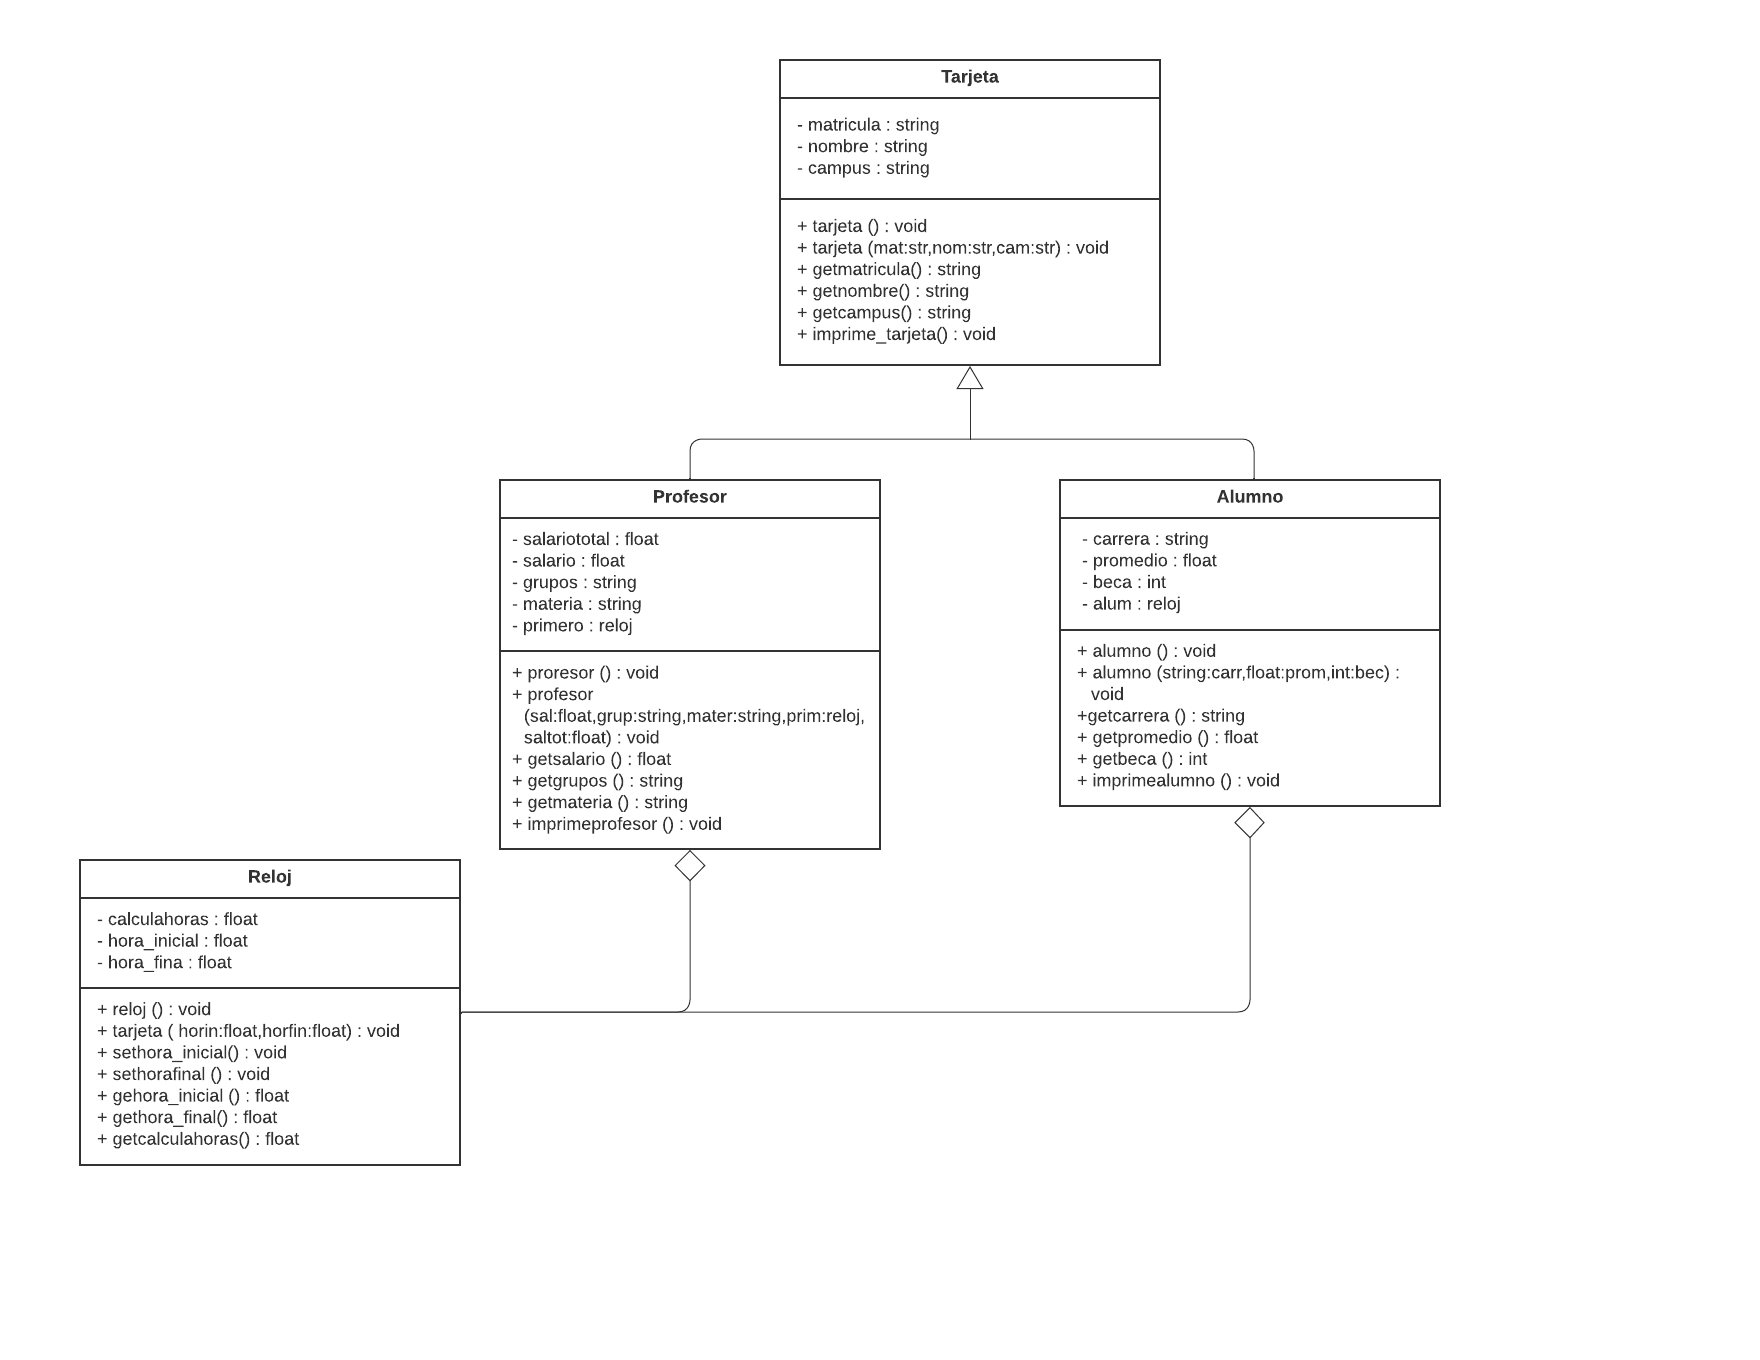 Tarjeta
- matricula : string
- nombre : string
- campus : string
+ tarjeta () : void
+ tarjeta (mat:str,nom:str,cam:str) : void
+ getmatricula() : string
+ getnombre() : string
+ getcampus() : string
+ imprime_tarjeta() : void
Profesor
- salariototal : float
- salario : float
- grupos : string
- materia : string
- primero : reloj
+ proresor () : void
+ profesor
(sal:float,grup:string,mater:string,prim:reloj,
saltot:float) : void
+ getsalario () : float
+ getgrupos () : string
+ getmateria () : string
+ imprimeprofesor () : void
Alumno
- carrera : string
- promedio : float
- beca : int
- alum : reloj
+ alumno () : void
+ alumno (string:carr,float:prom,int:bec) :
void
+getcarrera () : string
+ getpromedio () : float
+ getbeca () : int
+ imprimealumno () : void
Reloj
- calculahoras : float
- hora_inicial : float
- hora_fina : float
+ reloj () : void
+ tarjeta ( horin:float,horfin:float) : void
+ sethora_inicial() : void
+ sethorafinal () : void
+ gehora_inicial () : float
+ gethora_final() : float
+ getcalculahoras() : float